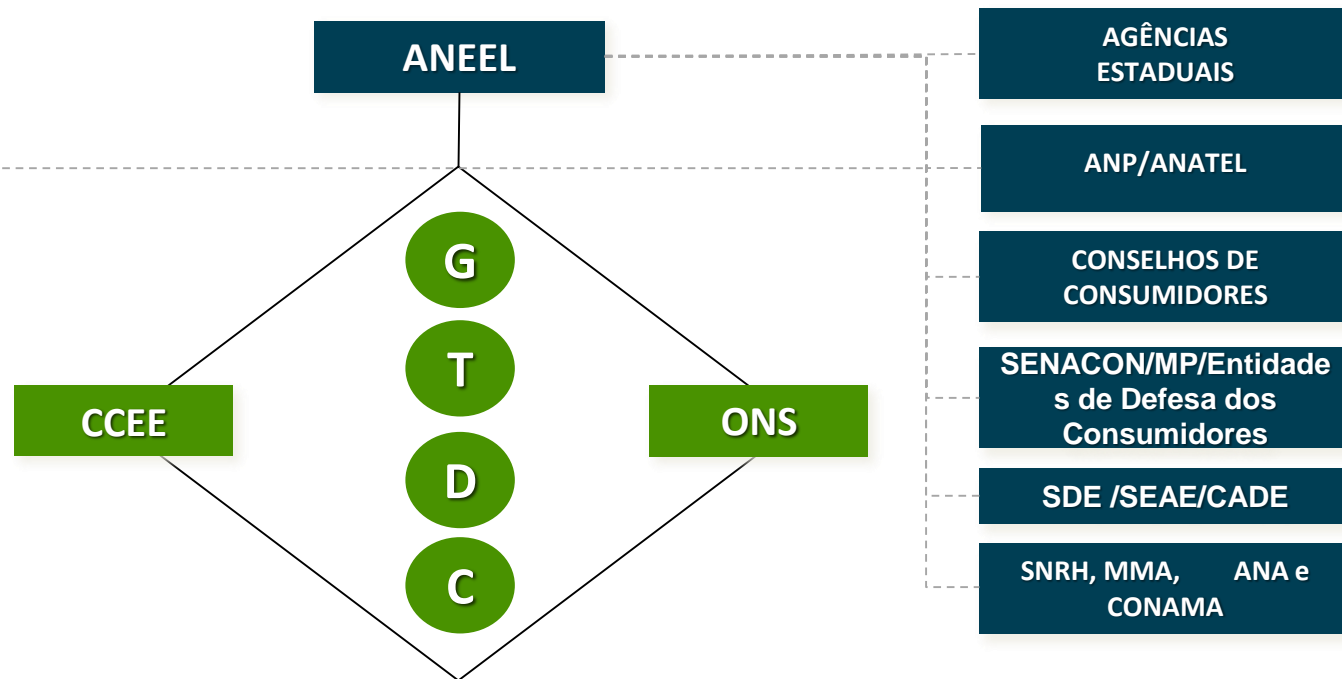 ANEEL
G
T
D
C
CCEE
ONS
AGÊNCIAS
ESTADUAIS
ANP/ANATEL
CONSELHOS DE
CONSUMIDORES
SENACON/MP/Entidade
s de Defesa dos
Consumidores
SDE /SEAE/CADE
SNRH, MMA, ANA e
CONAMA